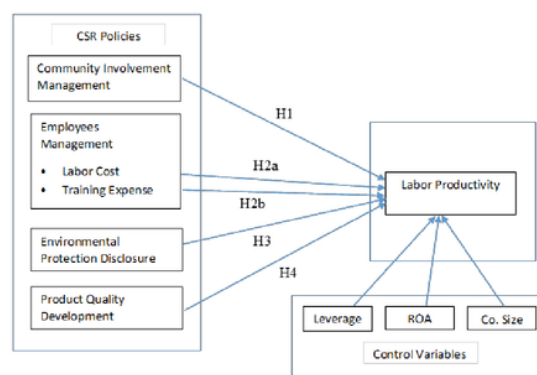 CSR Policies
Community Involvement
Management
Employees
Management
• Labor Cost
• Training Expense
Environmental
Protection Disclosure
Product Quality
Development
H1
H2a
H2b
H3
H4
Labor Productivity
Leverage
ROA
Co. Size
Control Variables